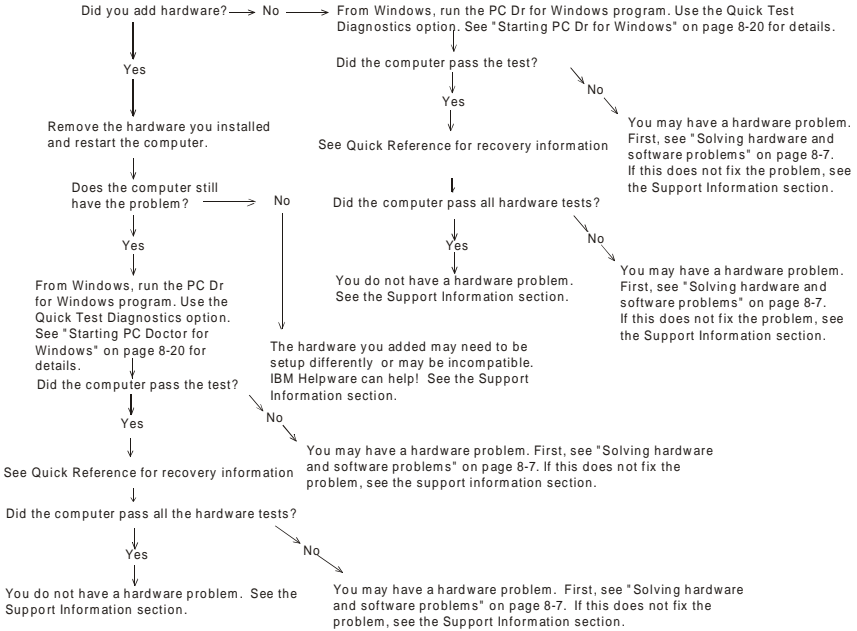 Did you add hardware?
No
From Windows, run the PC Dr for Windows program. Use the Quick Test
Diagnostics option. See "Starting PC Dr for Windows" on page 8-20 for details.
Yes
Did the computer pass the test?
No
Yes
Remove the hardware you installed
and restart the computer.
You may have a hardware problem.
First, see "Solving hardware and
software problems" on page 8-7.
If this does not fix the problem, see
the Support Information section.
See Quick Reference for recovery information
Does the computer still
have the problem?
No
Did the computer pass all hardware tests?
Yes
Yes
No
From Windows, run the PC Dr
for Windows program. Use the
Quick Test Diagnostics option.
See "Starting PC Doctor for
Windows" on page 8-20 for
details.
You do not have a hardware problem.
See the Support Information section.
You may have a hardware problem.
First, see "Solving hardware and
software problems" on page 8-7.
If this does not fix the problem, see
the Support Information section.
The hardware you added may need to be
setup differently or may be incompatible.
IBM Helpware can help! See the Support
Information section.
Did the computer pass the test?
No
Yes
You may have a hardware problem. First, see "Solving hardware
and software problems" on page 8-7. If this does not fix the
problem, see the support information section.
See Quick Reference for recovery information
Did the computer pass all the hardware tests?
Yes
No
You do not have a hardware problem. See the
Support Information section.
You may have a hardware problem. First, see "Solving hardware
and software problems" on page 8-7. If this does not fix the
problem, see the Support Information section.